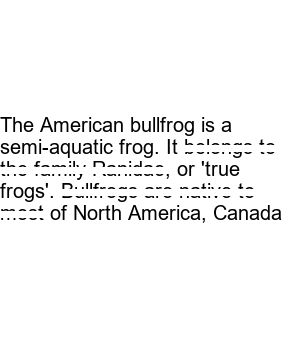 The American bullfrog is a
semi-aquatic frog. It belongs to
the family Ranidae, or 'true
frogs'. Bullfrogs are native to
most of North America, Canada